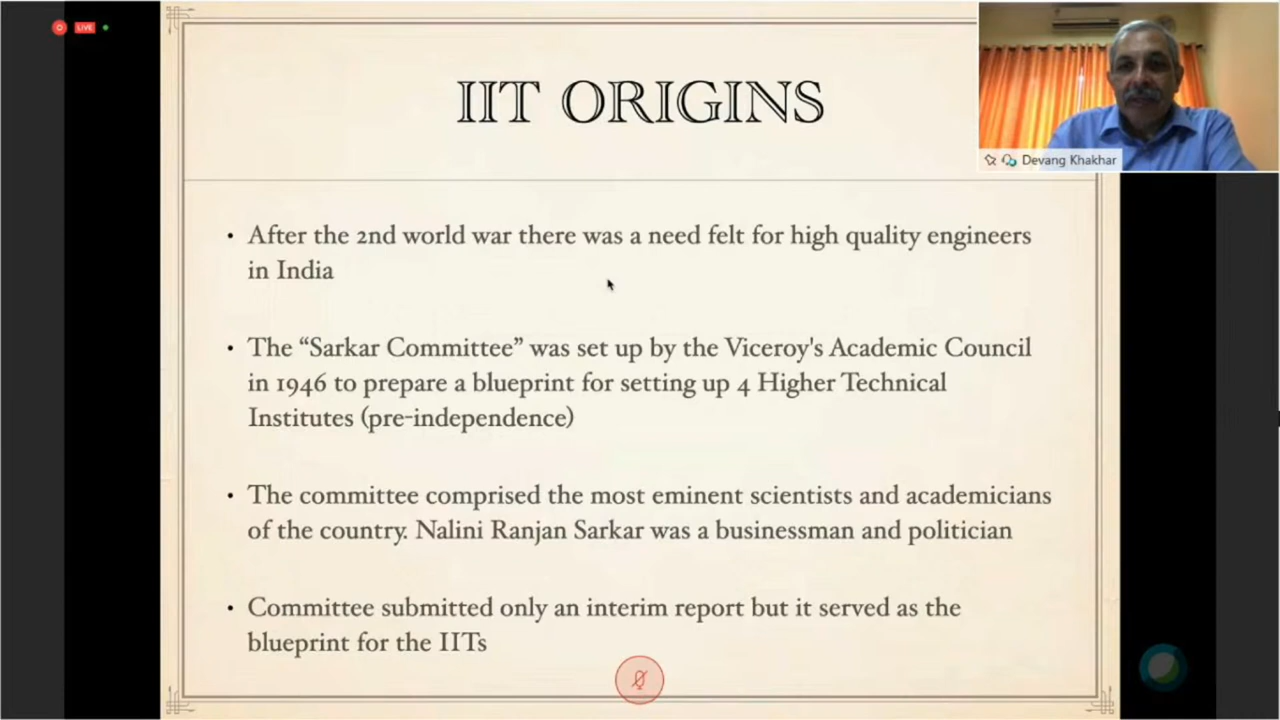 LIVE
IIT ORIGINS
Devang Khakhar
• After the 2nd world war there was a need felt for high quality engineers
in India
• The “Sarkar Committee” was set up by the Viceroy's Academic Council
in 1946 to prepare a blueprint for setting up 4 Higher Technical
Institutes (pre-independence)
• The committee comprised the most eminent scientists and academicians
of the country. Nalini Ranjan Sarkar was a businessman and politician
• Committee submitted only an interim report but it served as the
blueprint for the IITs